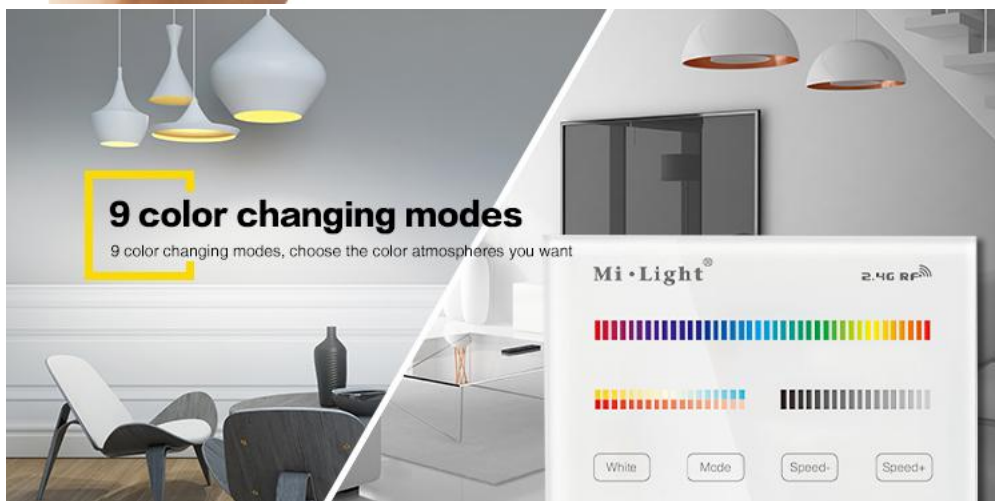 9 color changing modes
9 color changing modes, choose the color atmospheres you want
Mi•Light®
2.4G RF
White
Mode
Speed-
Speed+